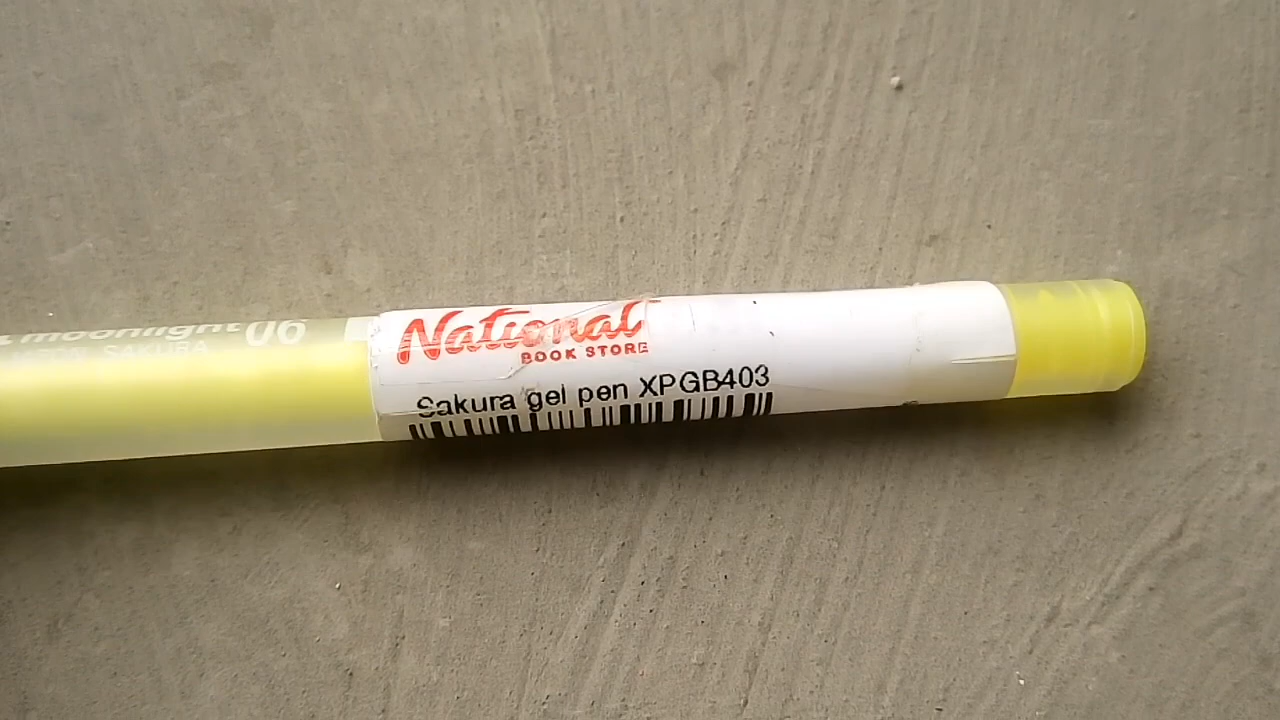 moonlight 06
SAKURA
National
BOOK STORE
Sakura gel pen XPGB403